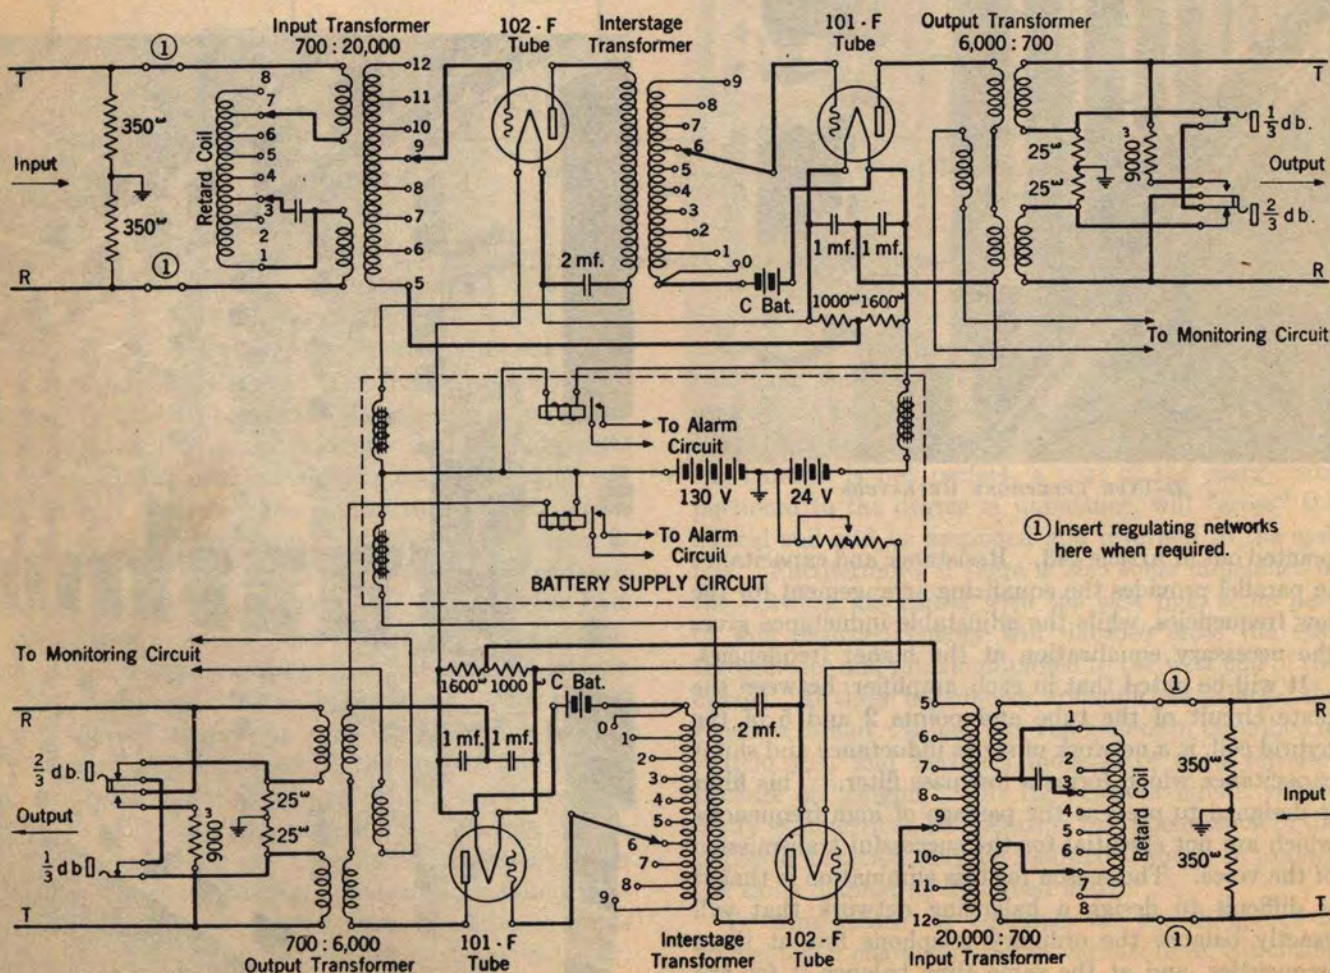 Input Transformer
700 : 20,000
102 - F
Tube
Interstage
Transformer
101 - F
Tube
Output Transformer
6,000 : 700
①
T
350ω
Input
350ω
R
①
Retard Coil
8
7
6
5
4
3
2
1
12
11
10
9
8
7
6
5
2 mf.
9
8
7
6
5
4
3
2
1
0
C Bat.
1 mf. 1 mf.
1000ω 1600ω
25ω
25ω
9000
3
T
1/3 db.
Output
2/3 db.
R
To Monitoring Circuit
To Alarm
Circuit
130 V
24 V
To Alarm
Circuit
BATTERY SUPPLY CIRCUIT
① Insert regulating networks
here when required.
To Monitoring Circuit
R
2/3 db.
Output
1/3 db
T
9000
3
25ω
25ω
700 : 6,000
Output Transformer
1600ω 1000ω
1 mf. 1 mf.
C Bat.
101 - F
Tube
0
1
2
3
4
5
6
7
8
9
Interstage
Transformer
2 mf.
102 - F
Tube
5
6
7
8
10
11
12
20,000 : 700
Input Transformer
1
2
3
4
5
6
7
8
Retard Coil
①
R
350ω
Input
350ω
T
①